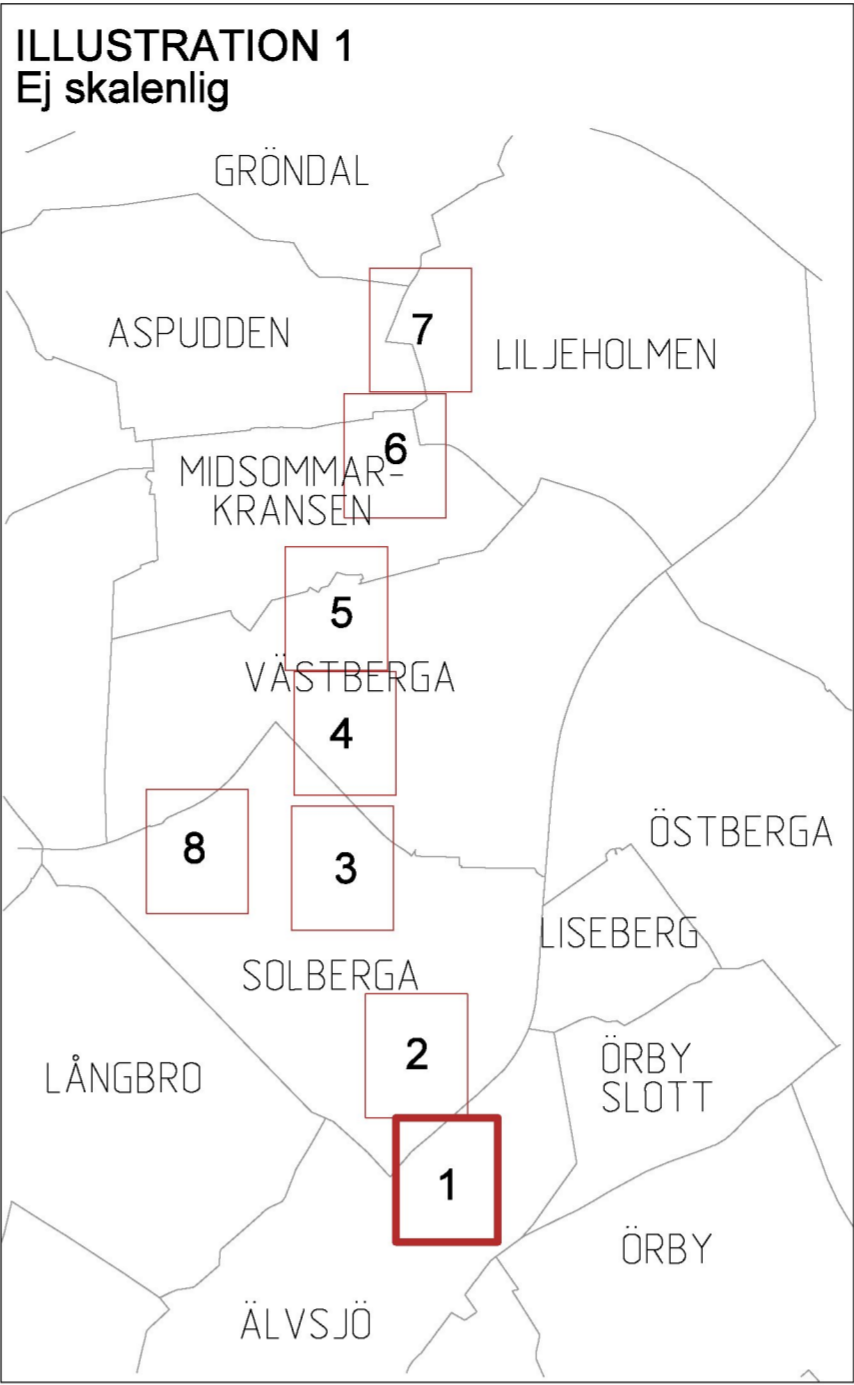 ILLUSTRATION 1
Ej skalenlig
GRÖNDAL
ASPUDDEN
7
LILJEHOLMEN
6
MIDSOMMAR-
KRANSEN
5
VÄSTBERGA
4
8
3
ÖSTBERGA
LISEBERG
SOLBERGA
2
ÖRBY
SLOTT
LÅNGBRO
1
ÖRBY
ÄLVSJÖ